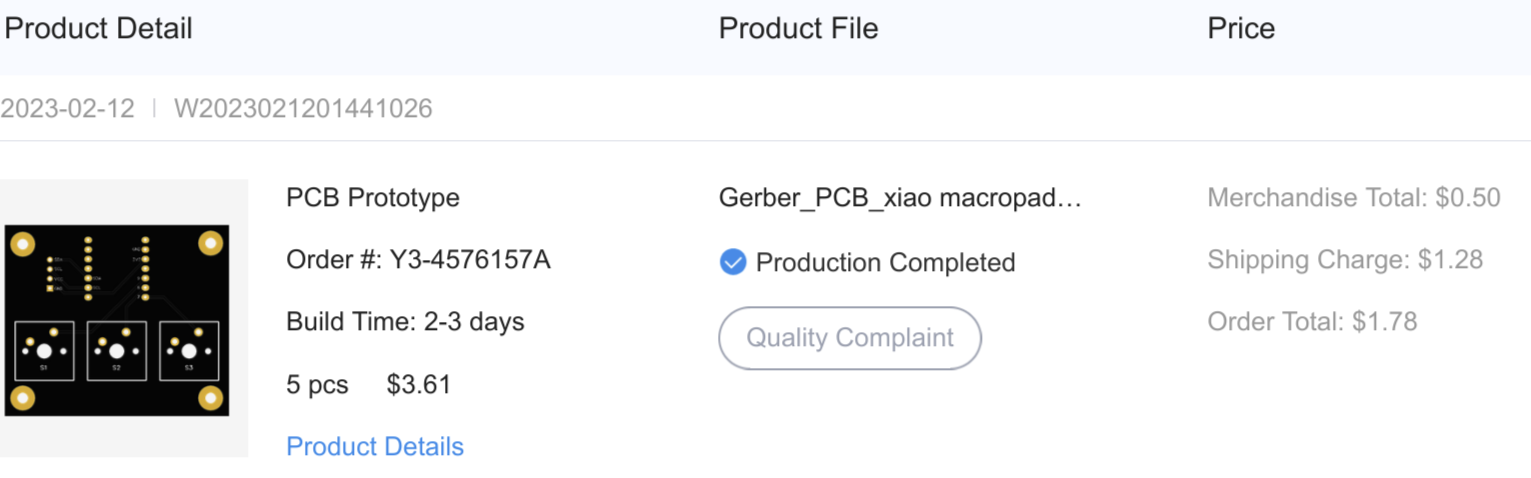 Product Detail Product File Price
2023-02-12 | W2023021201441026
PCB Prototype Gerber_PCB_xiao macropad… Merchandise Total: $0.50
Order #: Y3-4576157A Production Completed Shipping Charge: $1.28
Build Time: 2-3 days Quality Complaint Order Total: $1.78
5 pcs $3.61
Product Details
S1 S2 S3